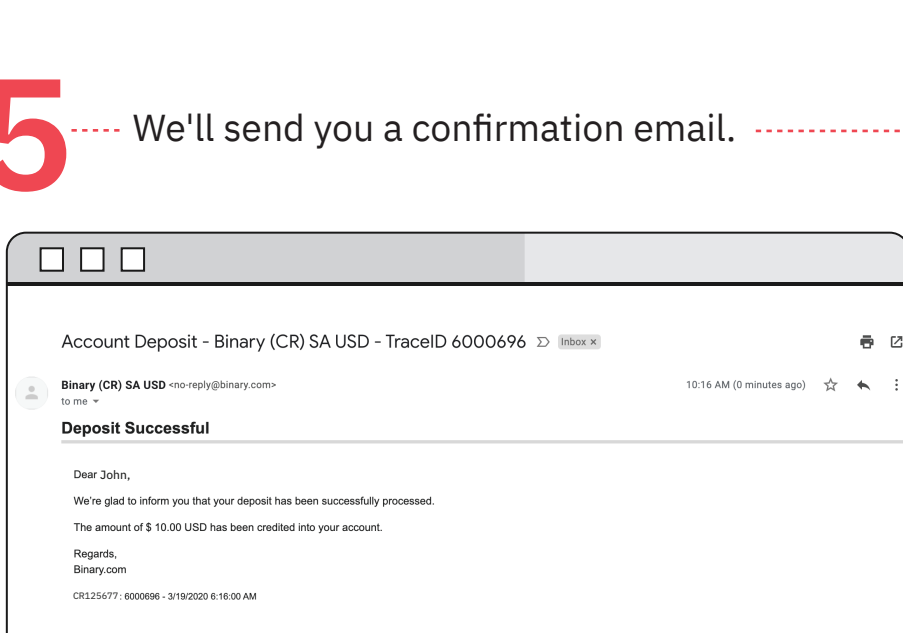 5
We'll send you a confirmation email.
Account Deposit - Binary (CR) SA USD - TraceID 6000696 Inbox ×
Binary (CR) SA USD <no-reply@binary.com> 10:16 AM (0 minutes ago)
to me
Deposit Successful
Dear John,
We're glad to inform you that your deposit has been successfully processed.
The amount of $ 10.00 USD has been credited into your account.
Regards,
Binary.com
CR125677: 6000696 - 3/19/2020 6:16:00 AM